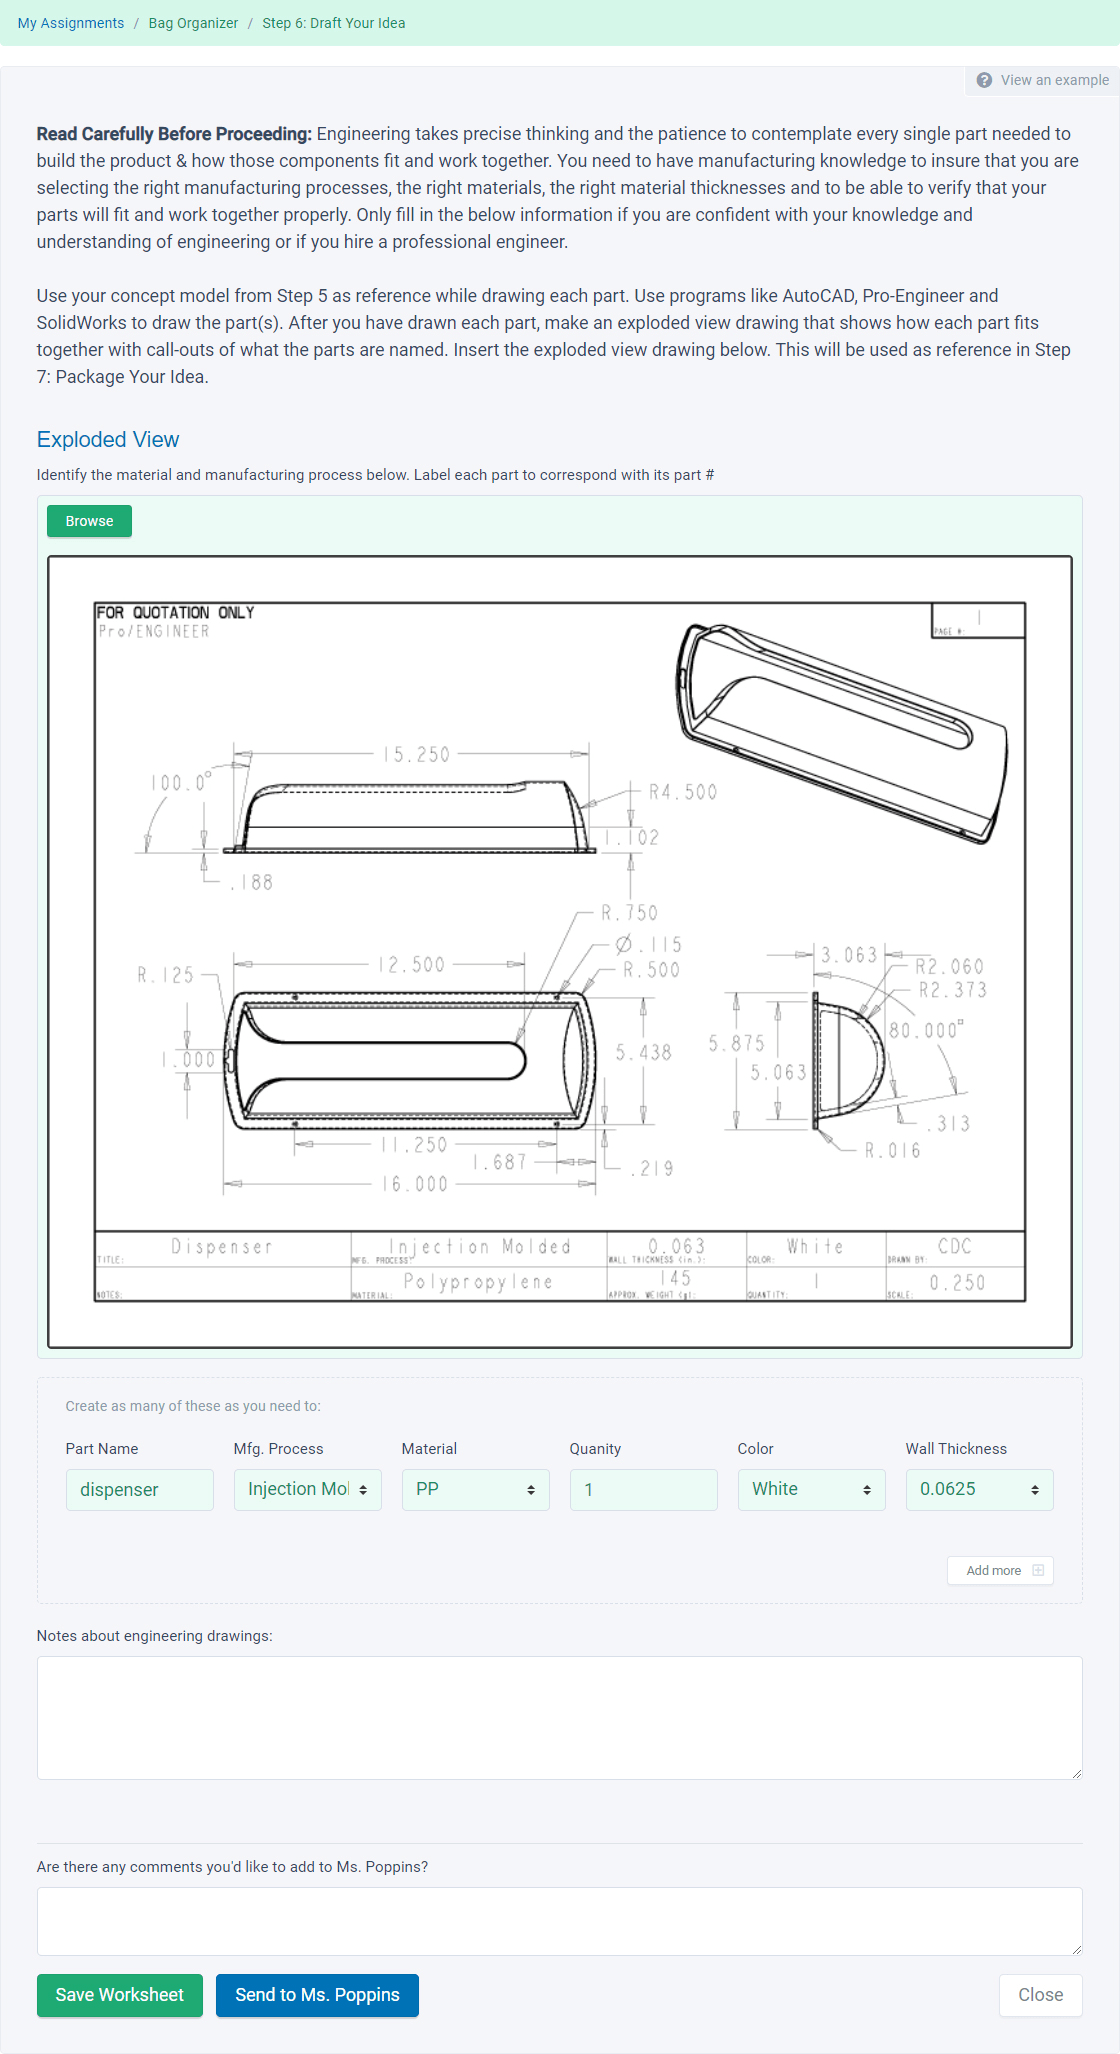 My Assignments / Bag Organizer / Step 6: Draft Your Idea
View an example
Read Carefully Before Proceeding: Engineering takes precise thinking and the patience to contemplate every single part needed to
build the product & how those components fit and work together. You need to have manufacturing knowledge to insure that you are
selecting the right manufacturing processes, the right materials, the right material thicknesses and to be able to verify that your
parts will fit and work together properly. Only fill in the below information if you are confident with your knowledge and
understanding of engineering or if you hire a professional engineer.
Use your concept model from Step 5 as reference while drawing each part. Use programs like AutoCAD, Pro-Engineer and
SolidWorks to draw the part(s). After you have drawn each part, make an exploded view drawing that shows how each part fits
together with call-outs of what the parts are named. Insert the exploded view drawing below. This will be used as reference in Step
7: Package Your Idea.
Exploded View
Identify the material and manufacturing process below. Label each part to correspond with its part #
Browse
FOR QUOTATION ONLY
Pro/ENGINEER
PAGE #: 1
15.250
100.0°
R4.500
1.102
.188
R.750
Ø.115
R.500
12.500
R.125
1.000
5.438
11.250
1.687
.219
16.000
3.063
R2.060
R2.373
80.000°
5.875
5.063
.313
R.016
TITLE: Dispenser
MFG. PROCESS: Injection Molded
WALL THICKNESS (in.): 0.063
COLOR: White
DRAWN BY: CDC
NOTES:
MATERIAL: Polypropylene
APPROX. WEIGHT (g): 145
QUANTITY: 1
SCALE: 0.250
Create as many of these as you need to:
Part Name Mfg. Process Material Quanity Color Wall Thickness
dispenser Injection Mol PP 1 White 0.0625
Add more
Notes about engineering drawings:
Are there any comments you'd like to add to Ms. Poppins?
Save Worksheet Send to Ms. Poppins Close